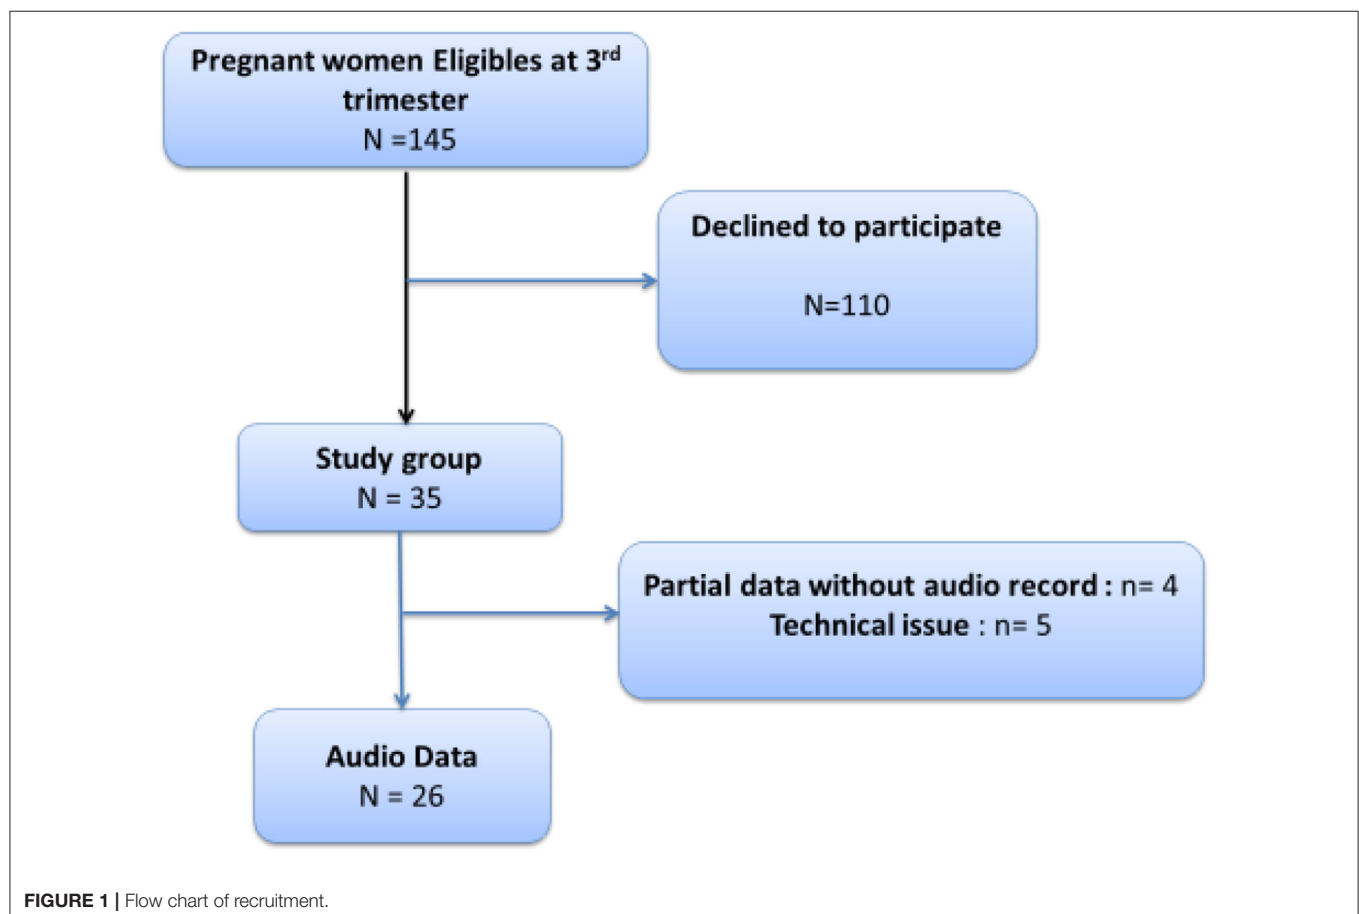 Pregnant women Eligibles at 3rd
trimester
N =145
Declined to participate
N=110
Study group
N = 35
Partial data without audio record : n= 4
Technical issue : n= 5
Audio Data
N = 26
FIGURE 1 | Flow chart of recruitment.